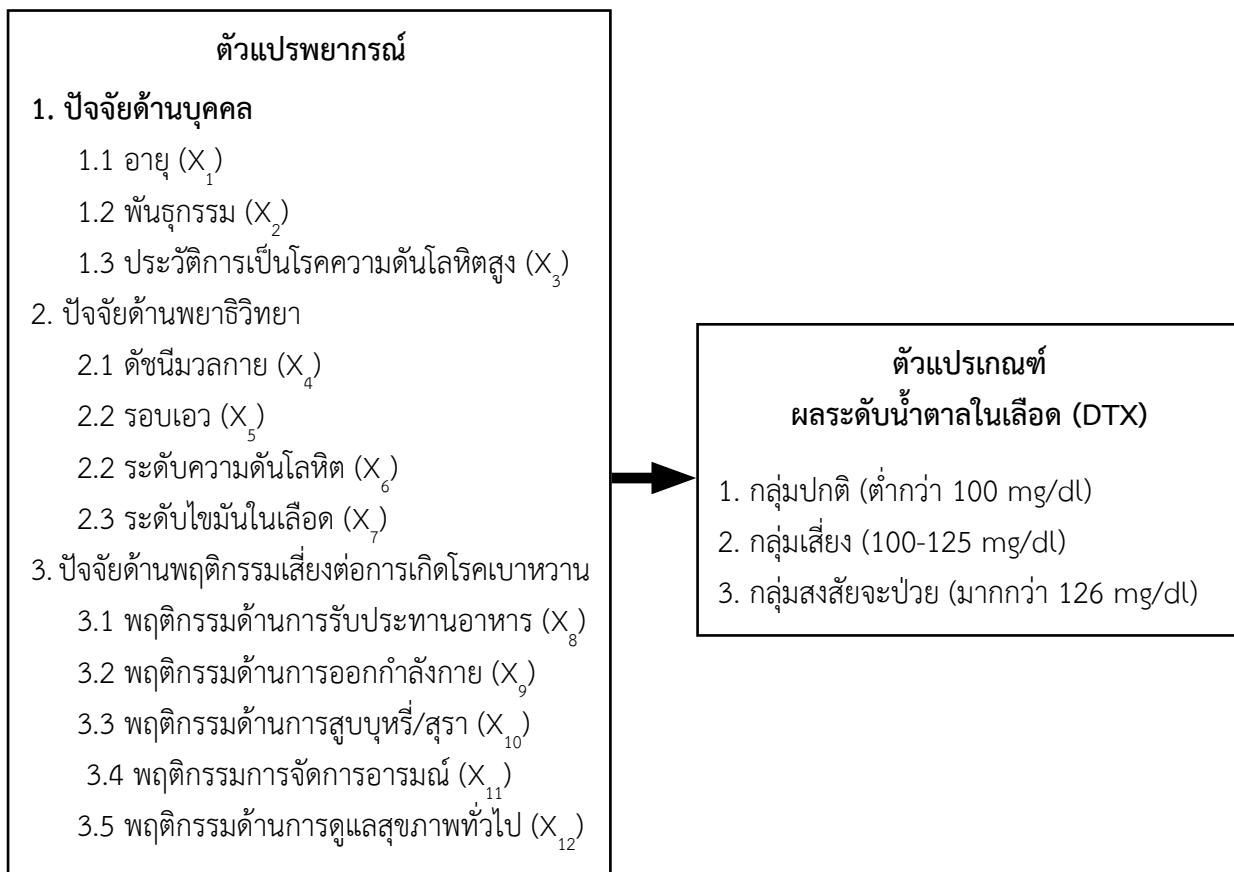 ตัวแปรพยากรณ์
1. ปัจจัยด้านบุคคล
1.1 อายุ (X₁)
1.2 พันธุกรรม (X₂)
1.3 ประวัติการเป็นโรคความดันโลหิตสูง (X₃)
2. ปัจจัยด้านพยาธิวิทยา
2.1 ดัชนีมวลกาย (X₄)
2.2 รอบเอว (X₅)
2.2 ระดับความดันโลหิต (X₆)
2.3 ระดับไขมันในเลือด (X₇)
3. ปัจจัยด้านพฤติกรรมเสี่ยงต่อการเกิดโรคเบาหวาน
3.1 พฤติกรรมด้านการรับประทานอาหาร (X₈)
3.2 พฤติกรรมด้านการออกกำลังกาย (X₉)
3.3 พฤติกรรมด้านการสูบบุหรี่/สุรา (X₁₀)
3.4 พฤติกรรมการจัดการอารมณ์ (X₁₁)
3.5 พฤติกรรมด้านการดูแลสุขภาพทั่วไป (X₁₂)
ตัวแปรเกณฑ์
ผลระดับน้ำตาลในเลือด (DTX)
1. กลุ่มปกติ (ต่ำกว่า 100 mg/dl)
2. กลุ่มเสี่ยง (100-125 mg/dl)
3. กลุ่มสงสัยจะป่วย (มากกว่า 126 mg/dl)